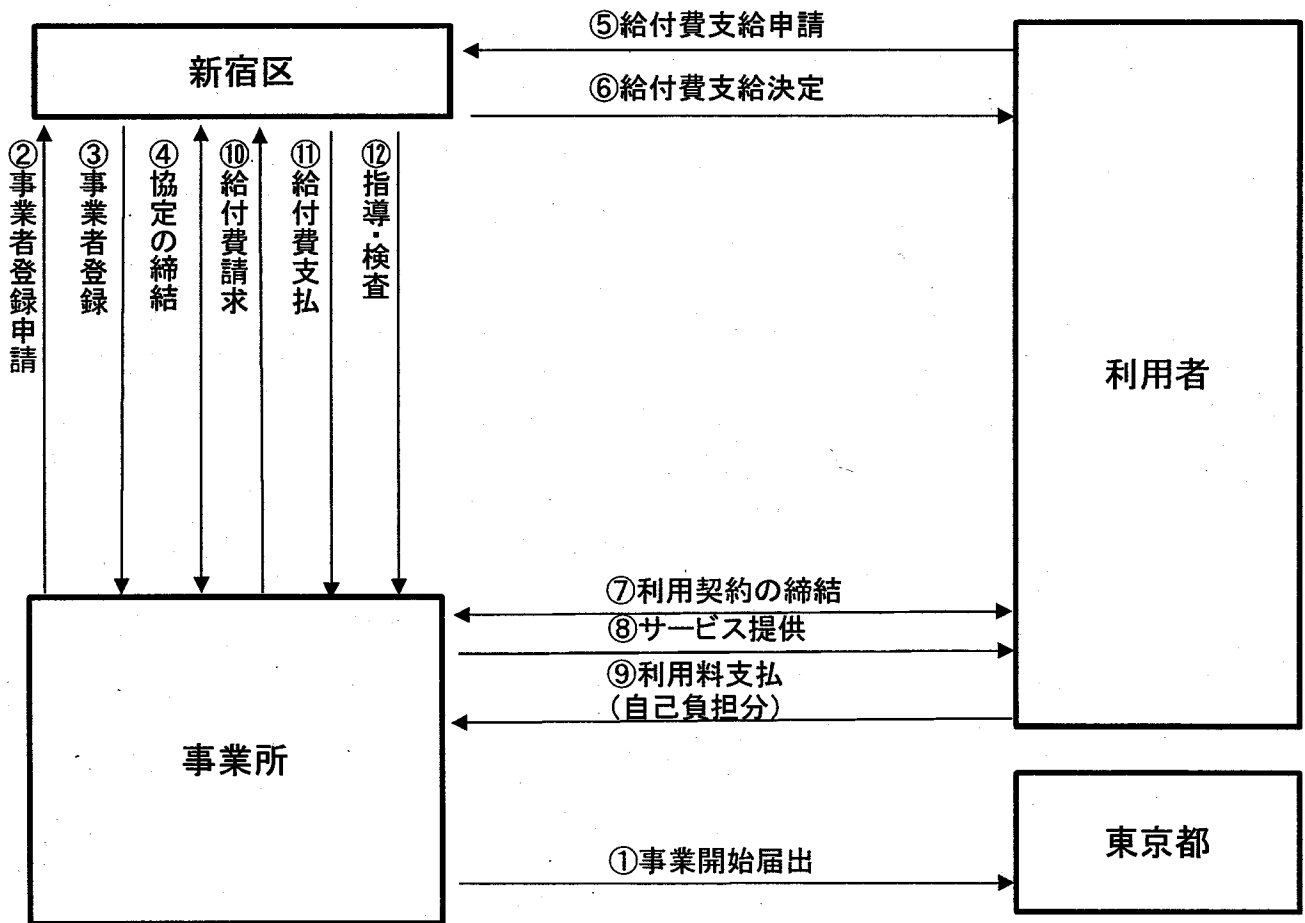 ⑤給付費支給申請
新宿区
⑥給付費支給決定
②事業者登録申請
③事業者登録
④協定の締結
⑩給付費請求
⑪給付費支払
⑫指導・検査
利用者
⑦利用契約の締結
⑧サービス提供
⑨利用料支払
(自己負担分)
事業所
東京都
①事業開始届出